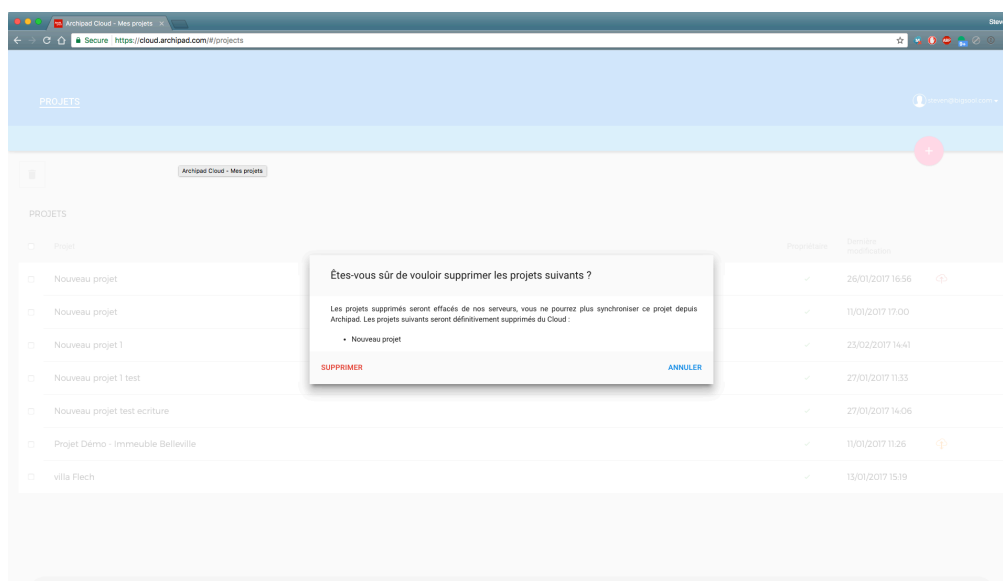 Archipad Cloud - Mes projets
Stev
Secure https://cloud.archipad.com/#/projects
PROJETS
Archipad Cloud - Mes projets
PROJETS
Projet Propriétaire Dernière modification
Nouveau projet 26/01/2017 16:56
Nouveau projet 11/01/2017 17:00
Nouveau projet 1 23/02/2017 14:41
Nouveau projet 1 test 27/01/2017 11:33
Nouveau projet test ecriture 27/01/2017 14:06
Projet Démo - Immeuble Belleville 11/01/2017 11:26
villa Flech 13/01/2017 15:19
Êtes-vous sûr de vouloir supprimer les projets suivants ?
Les projets supprimés seront effacés de nos serveurs, vous ne pourrez plus synchroniser ce projet depuis
Archipad. Les projets suivants seront définitivement supprimés du Cloud :
• Nouveau projet
SUPPRIMER ANNULER